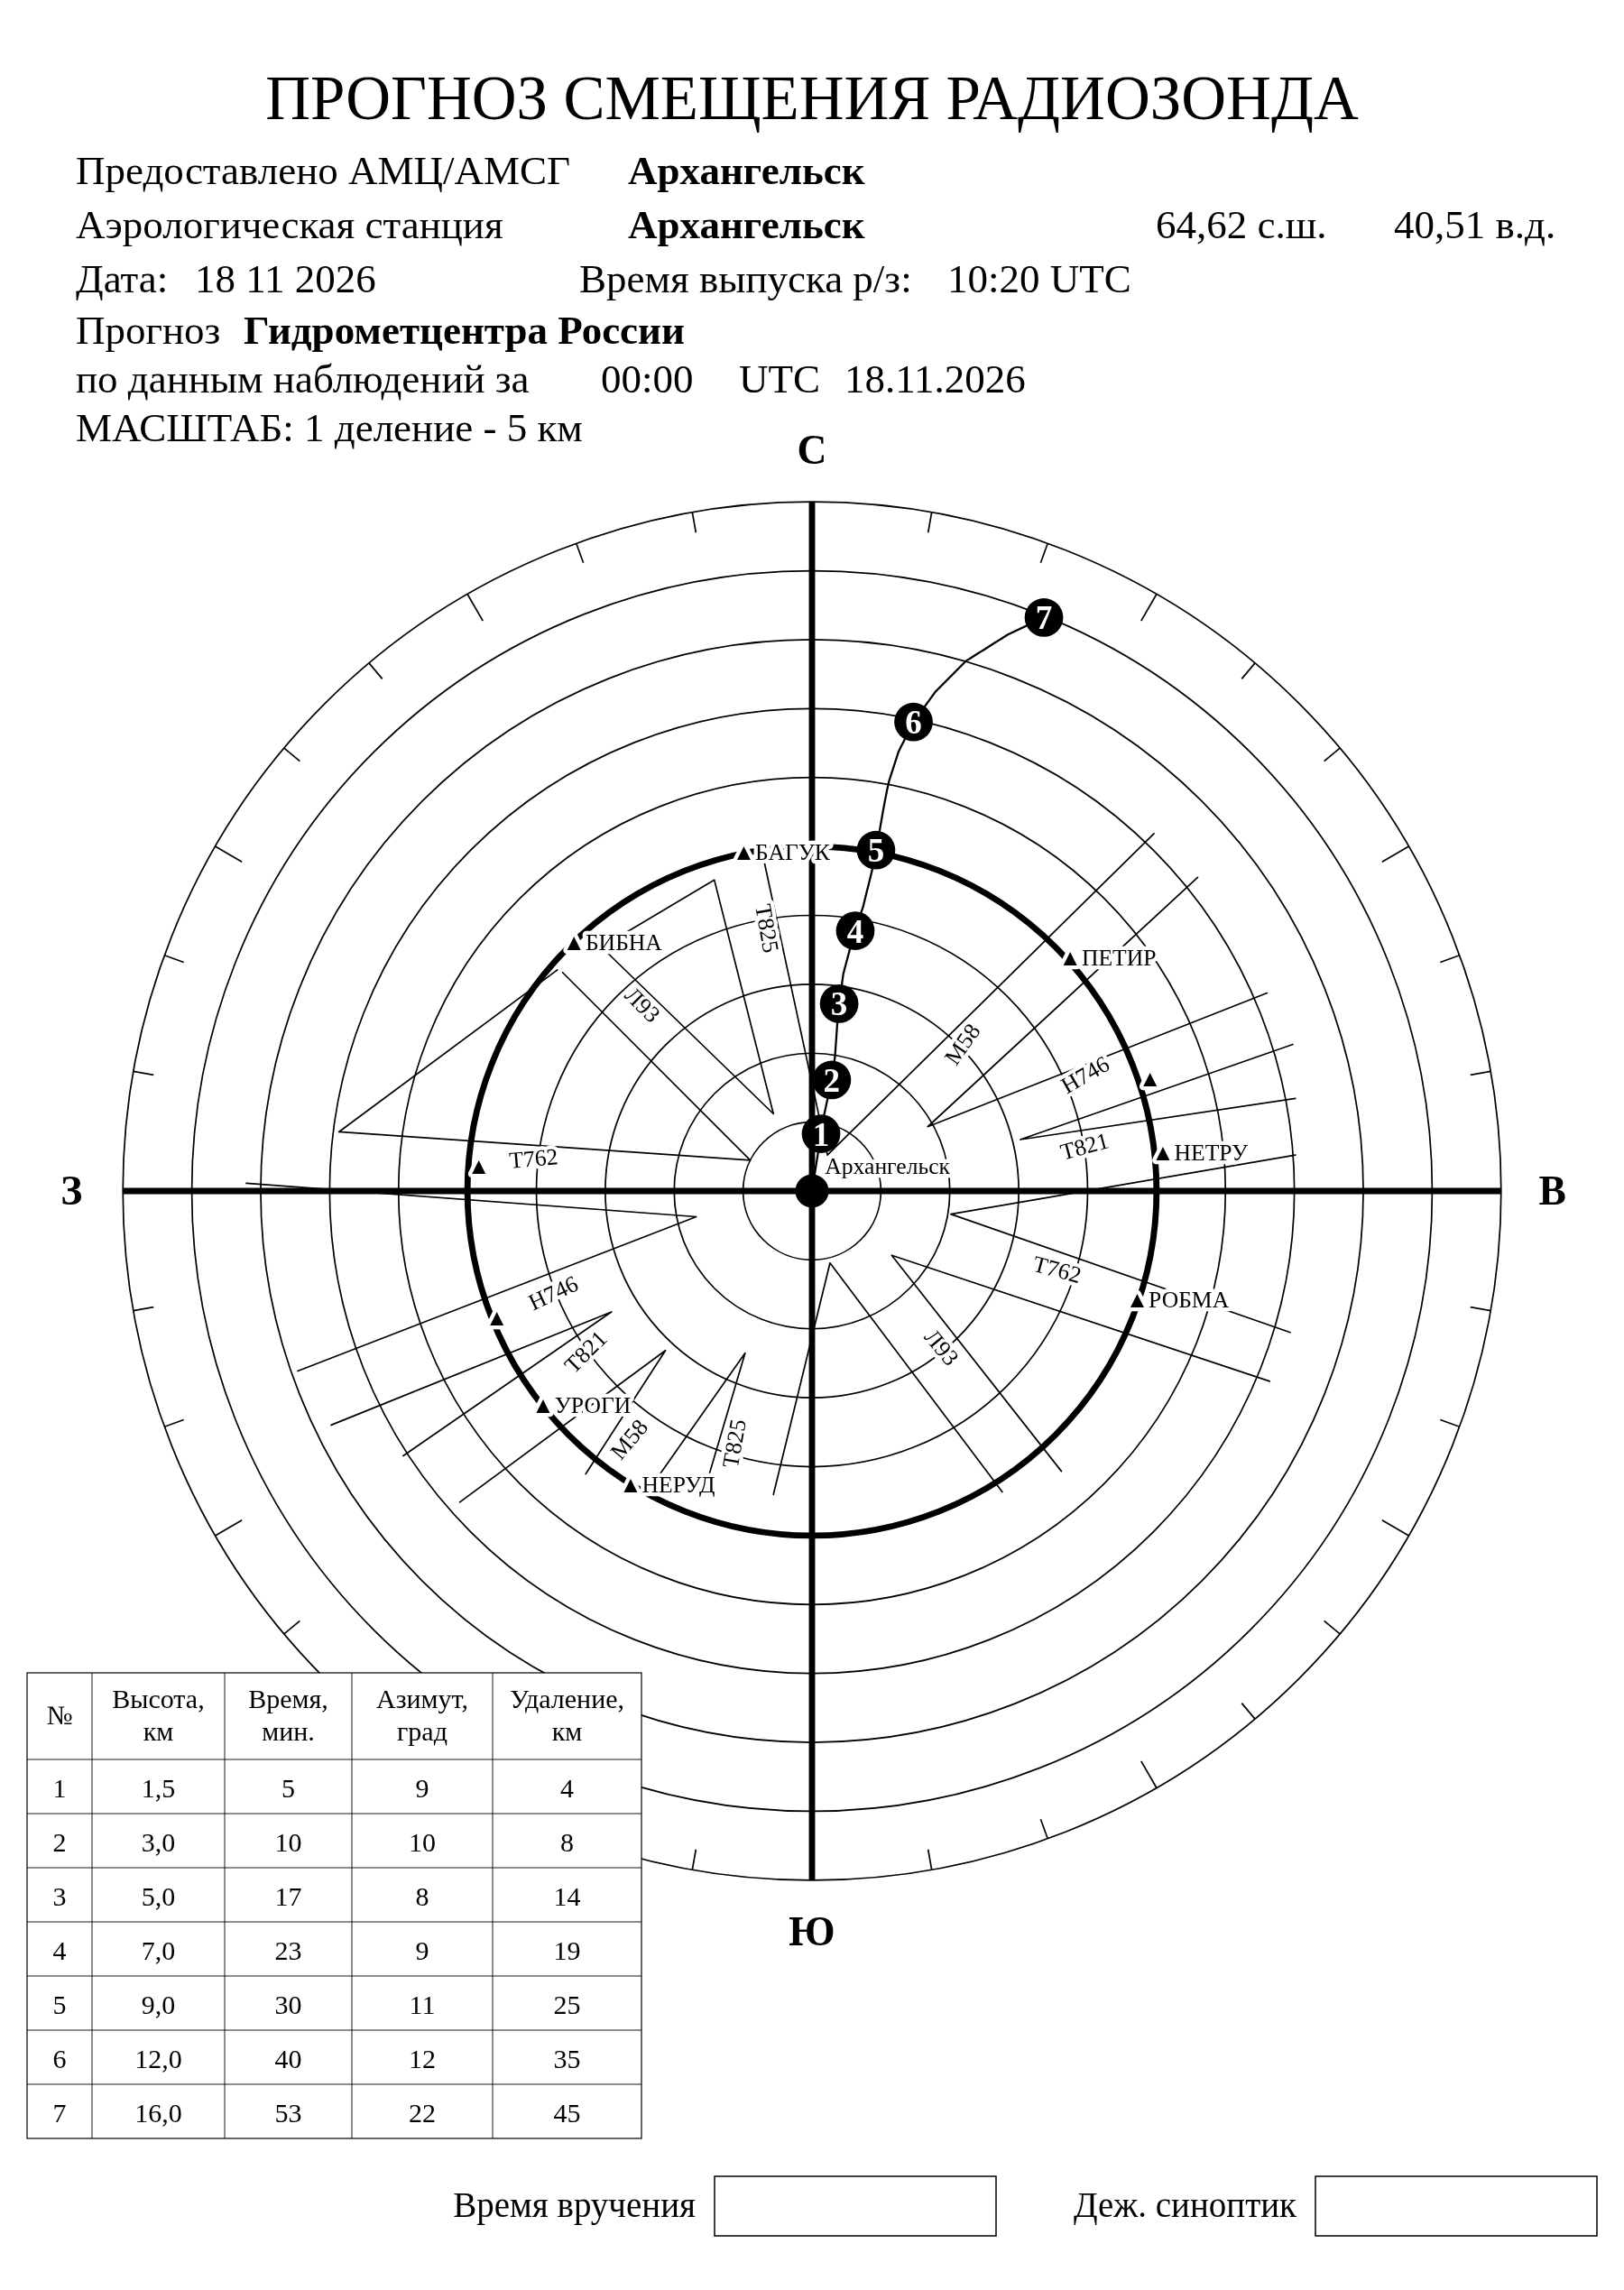 ПРОГНОЗ СМЕЩЕНИЯ РАДИОЗОНДА
Предоставлено АМЦ/АМСГ Архангельск
Аэрологическая станция Архангельск 64,62 с.ш. 40,51 в.д.
Дата: 18 11 2026 Время выпуска р/з: 10:20 UTC
Прогноз Гидрометцентра России
по данным наблюдений за 00:00 UTC 18.11.2026
МАСШТАБ: 1 деление - 5 км
С
7
6
БАГУК
5
Т825
4
БИБНА
ПЕТИР
Л93
3
М58
Н746
2
1
Т821
НЕТРУ
Т762
Архангельск
З
В
Т762
Н746
РОБМА
Т821
Л93
УРОГИ
М58
Т825
НЕРУД
Ю
№ Высота, км Время, мин. Азимут, град Удаление, км
1 1,5 5 9 4
2 3,0 10 10 8
3 5,0 17 8 14
4 7,0 23 9 19
5 9,0 30 11 25
6 12,0 40 12 35
7 16,0 53 22 45
Время вручения Деж. синоптик